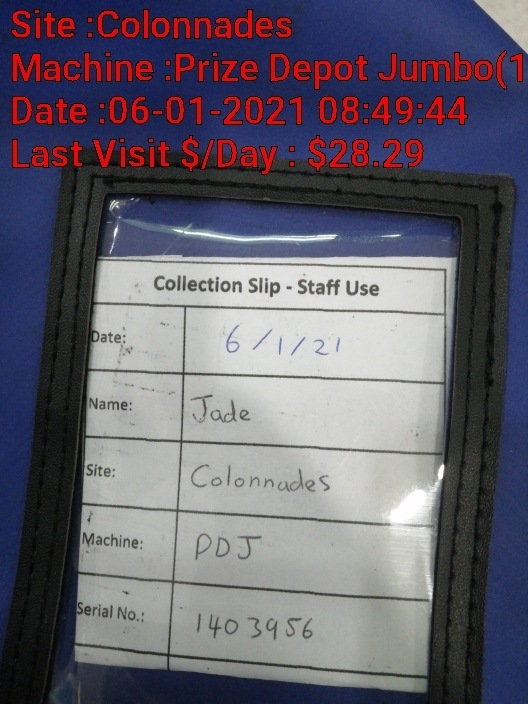 Site :Colonnades
Machine :Prize Depot Jumbo(1
Date :06-01-2021 08:49:44
Last Visit $/Day : $28.29
Collection Slip - Staff Use
Date: 6/1/21
Name: Jade
Site: Colonnades
Machine: PDJ
Serial No.: 1403956